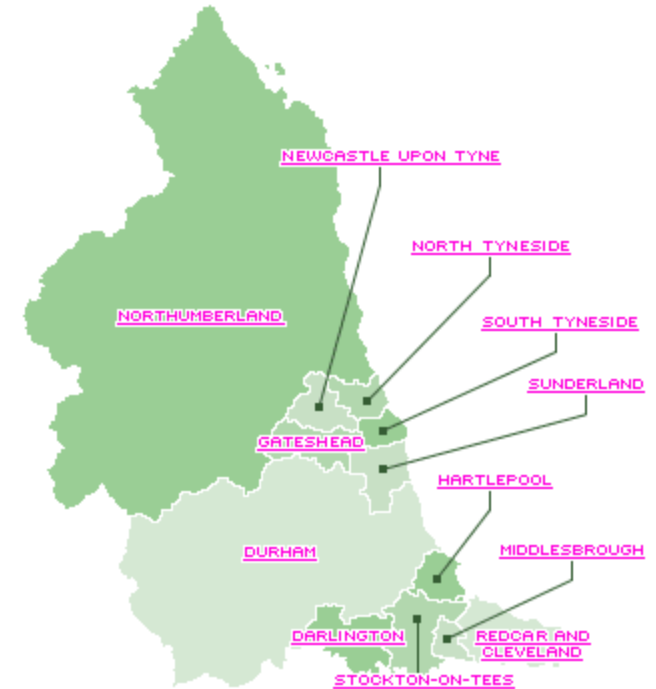 NEWCASTLE UPON TYNE
NORTH TYNESIDE
NORTHUMBERLAND
SOUTH TYNESIDE
SUNDERLAND
GATESHEAD
HARTLEPOOL
DURHAM
MIDDLESBROUGH
DARLINGTON
REDCAR AND
CLEVELAND
STOCKTON-ON-TEES